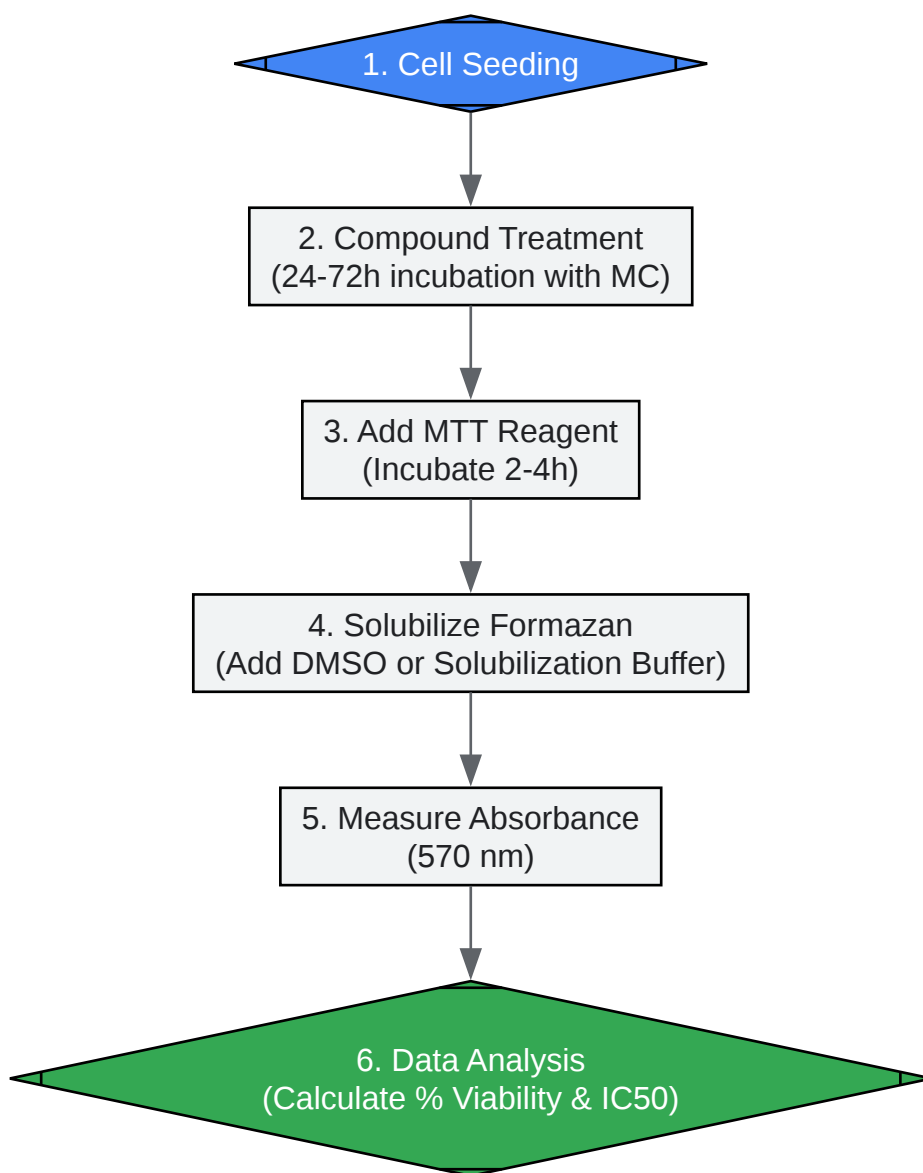 1. Cell Seeding
2. Compound Treatment
(24-72h incubation with MC)
3. Add MTT Reagent
(Incubate 2-4h)
4. Solubilize Formazan
(Add DMSO or Solubilization Buffer)
5. Measure Absorbance
(570 nm)
6. Data Analysis
(Calculate % Viability & IC50)